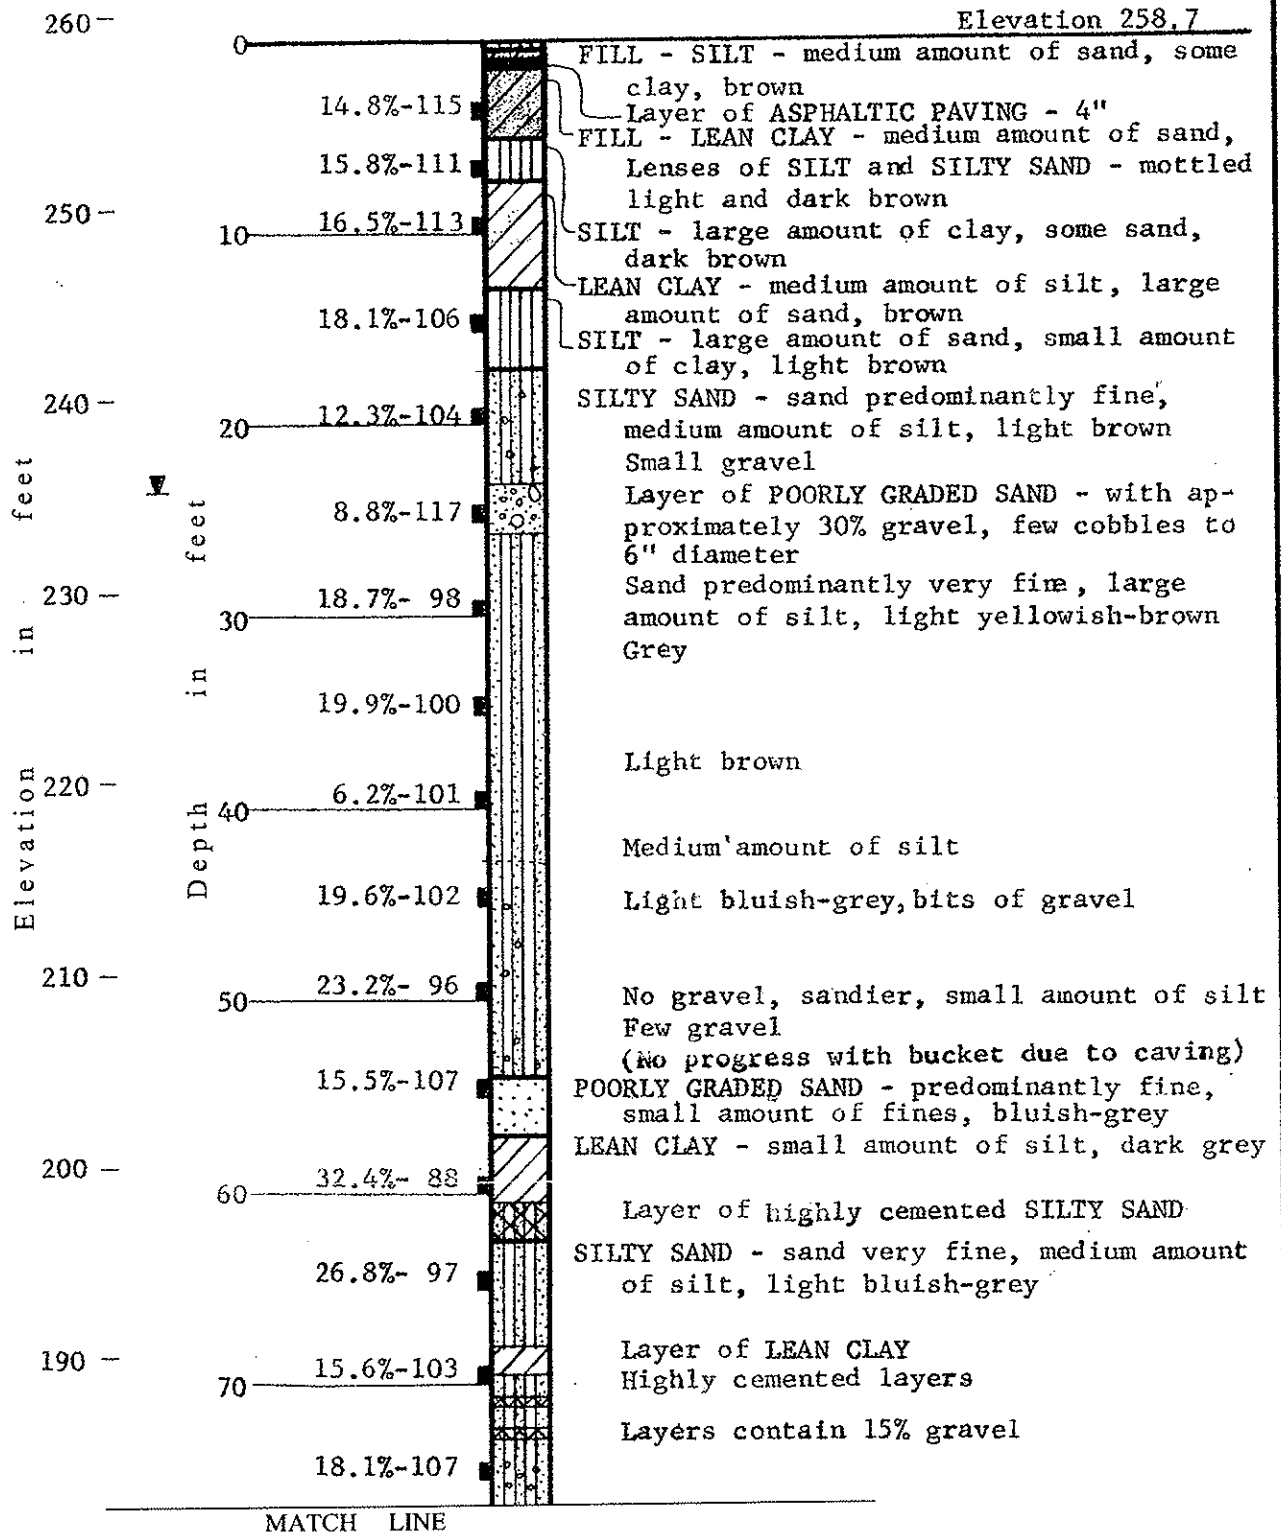 260
Elevation 258.7
0
FILL - SILT - medium amount of sand, some
clay, brown
Layer of ASPHALTIC PAVING - 4"
14.8%-115
FILL - LEAN CLAY - medium amount of sand,
Lenses of SILT and SILTY SAND - mottled
light and dark brown
15.8%-111
250
16.5%-113
10
SILT - large amount of clay, some sand,
dark brown
LEAN CLAY - medium amount of silt, large
amount of sand, brown
18.1%-106
SILT - large amount of sand, small amount
of clay, light brown
240
12.3%-104
20
SILTY SAND - sand predominantly fine,
medium amount of silt, light brown
Small gravel
8.8%-117
Layer of POORLY GRADED SAND - with ap-
proximately 30% gravel, few cobbles to
6" diameter
230
18.7%- 98
30
Sand predominantly very fine, large
amount of silt, light yellowish-brown
Grey
19.9%-100
Light brown
220
6.2%-101
40
Medium amount of silt
19.6%-102
Light bluish-grey, bits of gravel
210
23.2%- 96
50
No gravel, sandier, small amount of silt
Few gravel
(No progress with bucket due to caving)
15.5%-107
POORLY GRADED SAND - predominantly fine,
small amount of fines, bluish-grey
LEAN CLAY - small amount of silt, dark grey
200
32.4%- 88
60
Layer of highly cemented SILTY SAND
SILTY SAND - sand very fine, medium amount
of silt, light bluish-grey
26.8%- 97
190
15.6%-103
70
Layer of LEAN CLAY
Highly cemented layers
Layers contain 15% gravel
18.1%-107
MATCH LINE
Elevation in feet
Depth in feet